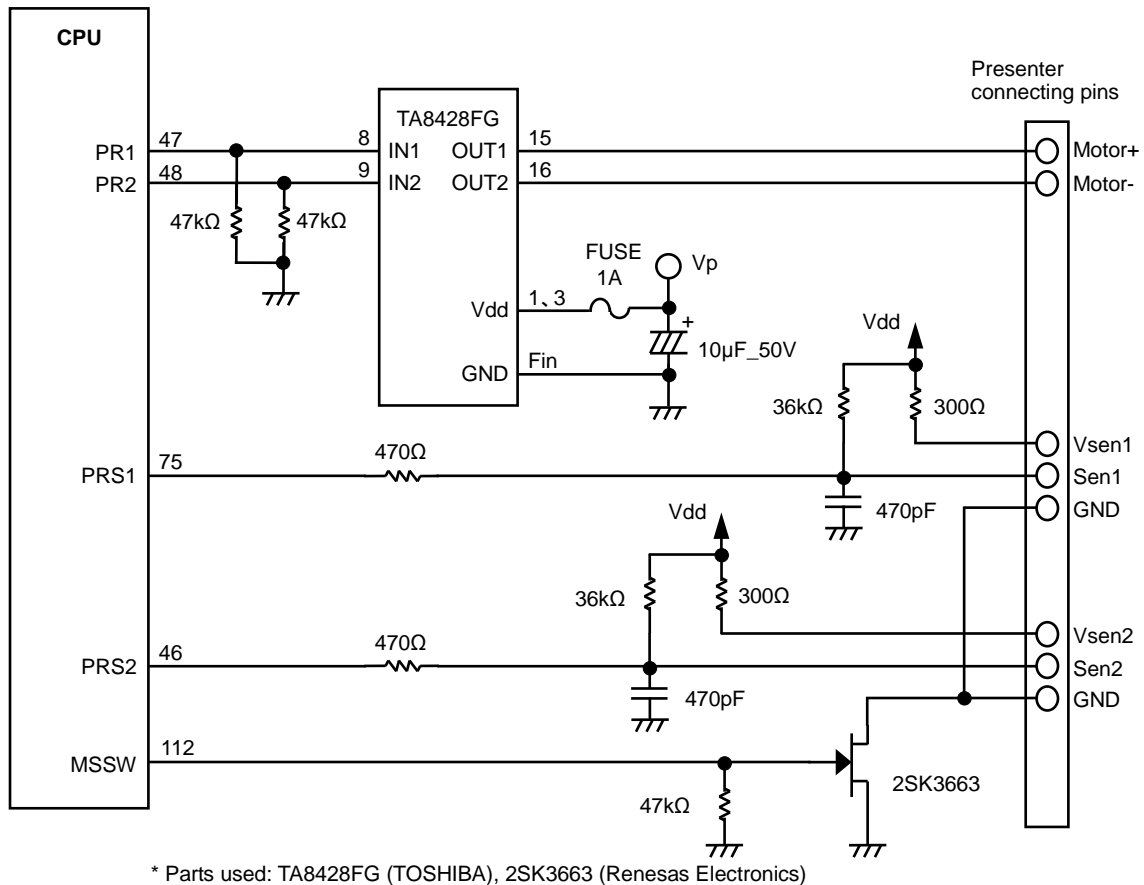 CPU
Presenter
connecting pins
TA8428FG
PR1
47
8
IN1
OUT1
15
Motor+
PR2
48
9
IN2
OUT2
16
Motor-
47kΩ
47kΩ
FUSE
1A
Vp
Vdd
1、3
+
10µF_50V
GND
Fin
Vdd
36kΩ
300Ω
Vsen1
PRS1
75
470Ω
Sen1
470pF
GND
Vdd
36kΩ
300Ω
Vsen2
PRS2
46
470Ω
Sen2
470pF
GND
MSSW
112
47kΩ
2SK3663
* Parts used: TA8428FG (TOSHIBA), 2SK3663 (Renesas Electronics)